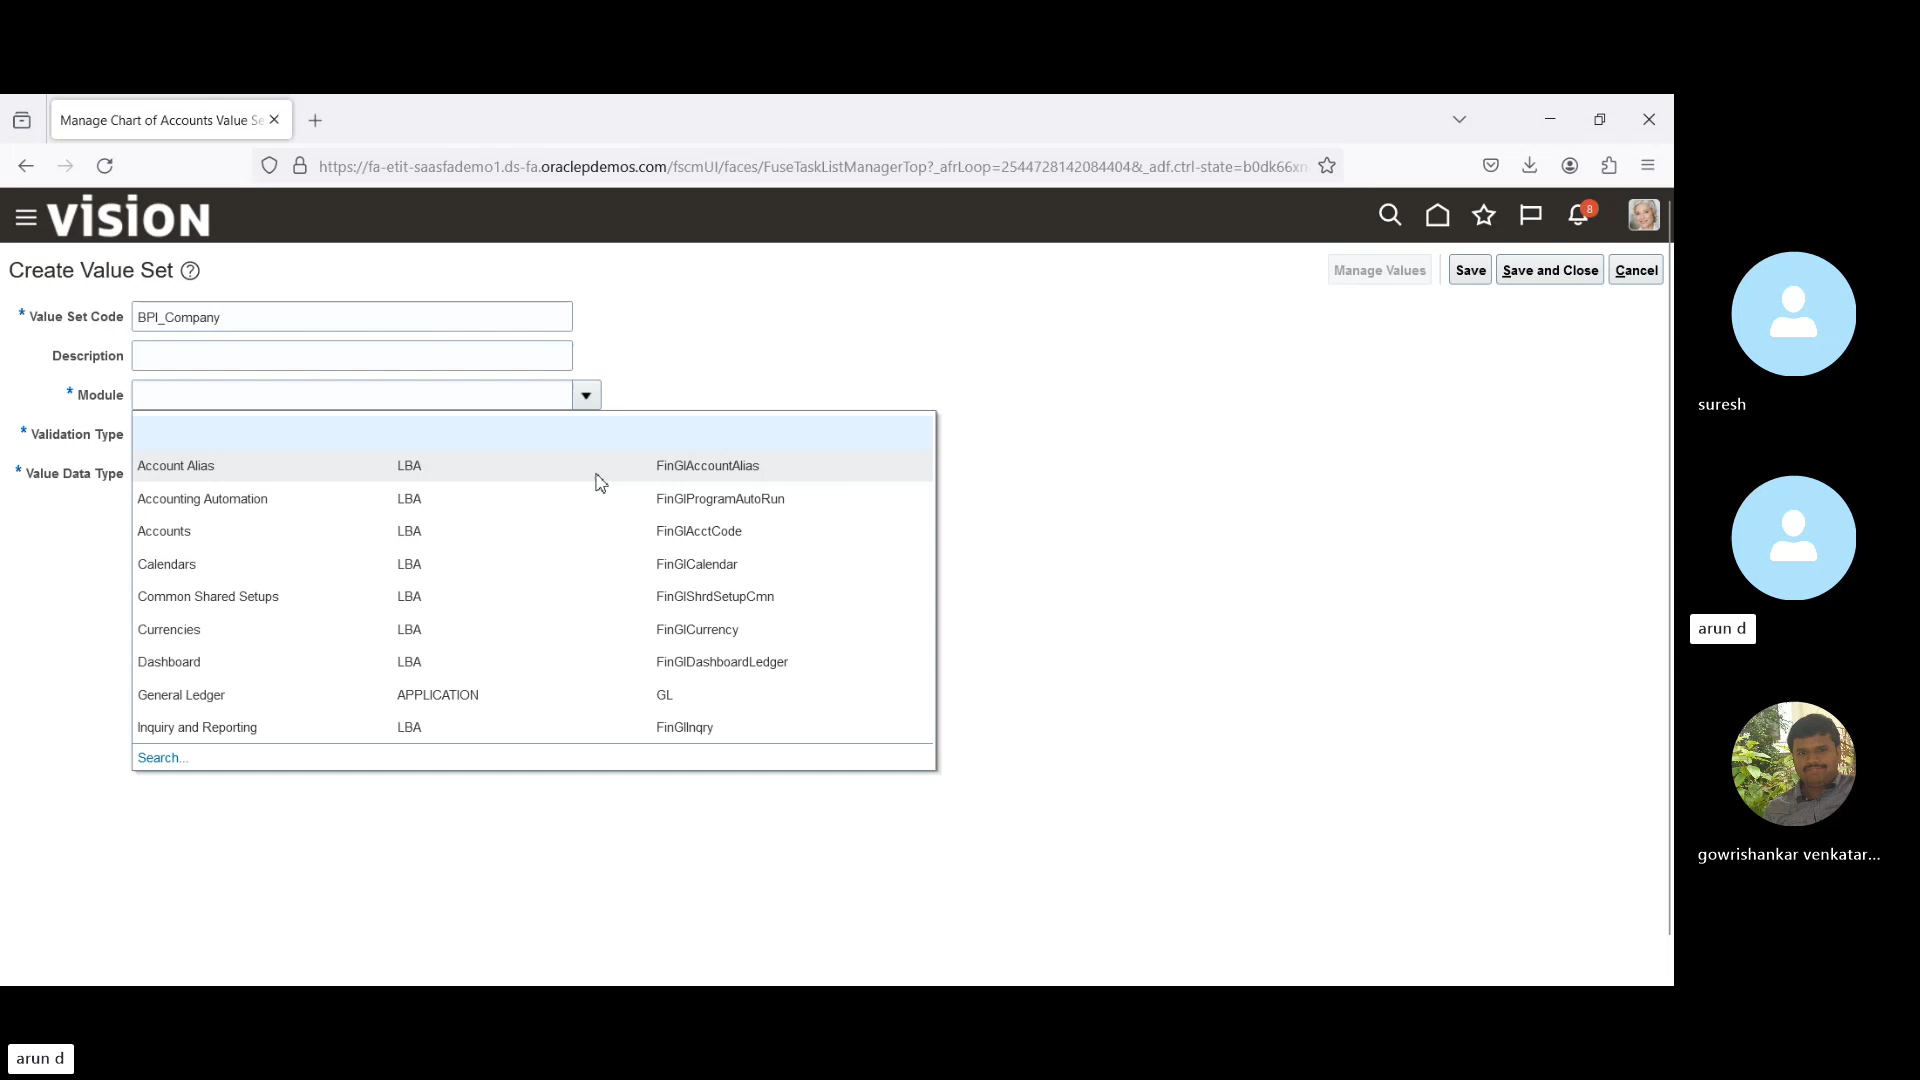 Manage Chart of Accounts Value Se
https://fa-etit-saasfademo1.ds-fa.oraclepdemos.com/fscmUI/faces/FuseTaskListManagerTop?_afrLoop=2544728142084404&_adf.ctrl-state=b0dk66xn
VISION
8
Create Value Set
Manage Values
Save
Save and Close
Cancel
* Value Set Code BPI_Company
Description
* Module
* Validation Type
* Value Data Type
Account Alias LBA FinGlAccountAlias
Accounting Automation LBA FinGlProgramAutoRun
Accounts LBA FinGlAcctCode
Calendars LBA FinGlCalendar
Common Shared Setups LBA FinGlShrdSetupCmn
Currencies LBA FinGlCurrency
Dashboard LBA FinGlDashboardLedger
General Ledger APPLICATION GL
Inquiry and Reporting LBA FinGlInqry
Search...
suresh
arun d
gowrishankar venkatar...
arun d